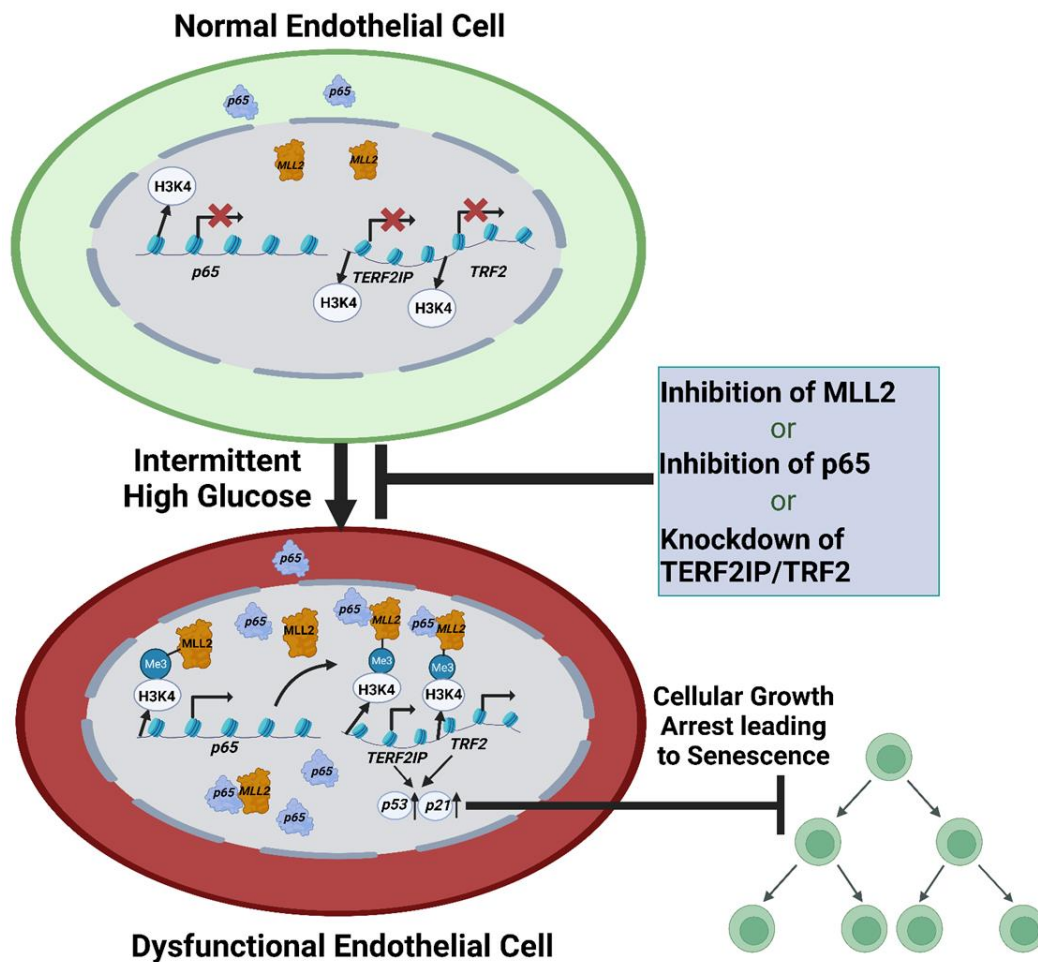 Normal Endothelial Cell
p65
p65
MLL2
MLL2
H3K4
p65
TERF2IP
TRF2
H3K4
H3K4
Intermittent
High Glucose
Inhibition of MLL2
or
Inhibition of p65
or
Knockdown of
TERF2IP/TRF2
p65
p65
MLL2
p65
MLL2
p65
MLL2
MLL2
Me3
Me3
Me3
H3K4
H3K4
H3K4
p65
TERF2IP
TRF2
p65
MLL2
p65
p65
p53
p21
Cellular Growth
Arrest leading
to Senescence
Dysfunctional Endothelial Cell